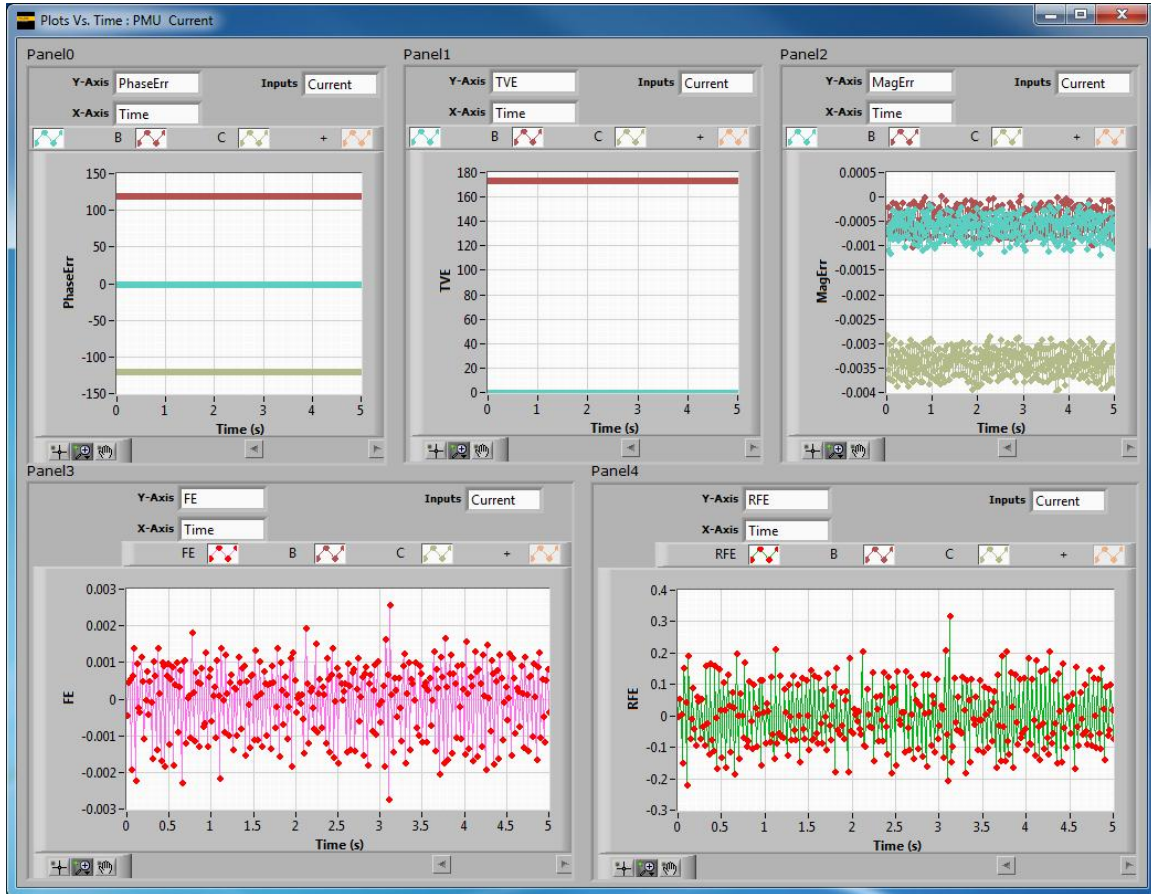 Plots Vs. Time : PMU Current
Panel0
Y-Axis PhaseErr Inputs Current
X-Axis Time
B C +
150
100
50
0
-50
-100
-150
PhaseErr
0 1 2 3 4 5
Time (s)
Panel1
Y-Axis TVE Inputs Current
X-Axis Time
B C +
180
160
140
120
100
80
60
40
20
0
TVE
0 1 2 3 4 5
Time (s)
Panel2
Y-Axis MagErr Inputs Current
X-Axis Time
B C +
0.0005
0
-0.0005
-0.001
-0.0015
-0.002
-0.0025
-0.003
-0.0035
-0.004
MagErr
0 1 2 3 4 5
Time (s)
Panel3
Y-Axis FE Inputs Current
X-Axis Time
FE B C +
0.003
0.002
0.001
0
-0.001
-0.002
-0.003
FE
0 0.5 1 1.5 2 2.5 3 3.5 4 4.5 5
Time (s)
Panel4
Y-Axis RFE Inputs Current
X-Axis Time
RFE B C +
0.4
0.3
0.2
0.1
0
-0.1
-0.2
-0.3
RFE
0 0.5 1 1.5 2 2.5 3 3.5 4 4.5 5
Time (s)